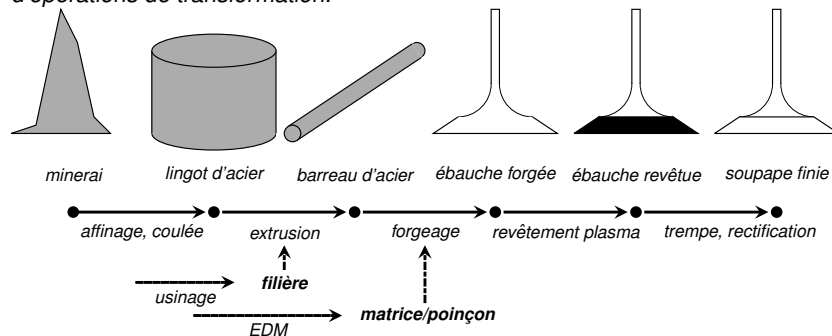 d'opérations de transformation.
minerai lingot d'acier barreau d'acier ébauche forgée ébauche revêtue soupape finie
affinage, coulée extrusion forgeage revêtement plasma trempe, rectification
usinage filière
EDM matrice/poinçon